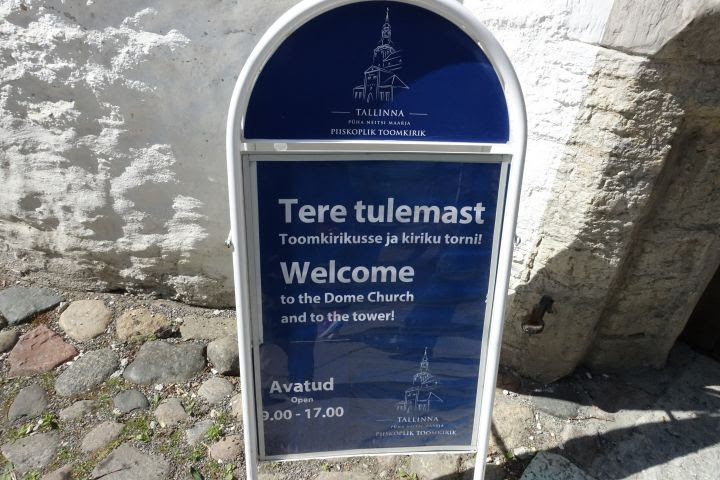 TALLINNA
PÜHA NEITSI MAARJA
PIISKOPLIK TOOMKIRIK
Tere tulemast
Toomkirikusse ja kiriku torni!
Welcome
to the Dome Church
and to the tower!
Avatud
Open
9.00 - 17.00
TALLINNA
PIISKOPLIK TOOMKIRIK